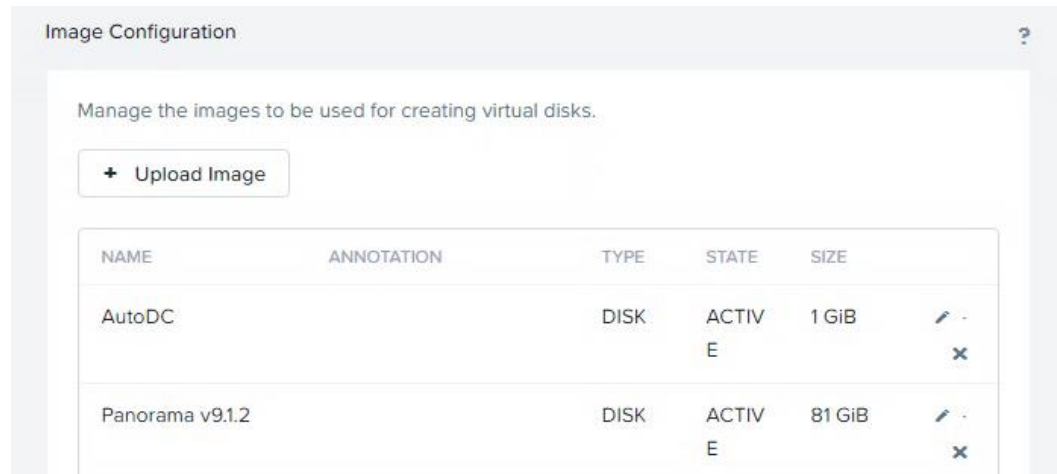 Image Configuration ?
Manage the images to be used for creating virtual disks.
+ Upload Image
NAME ANNOTATION TYPE STATE SIZE
AutoDC DISK ACTIV 1 GiB
E
Panorama v9.1.2 DISK ACTIV 81 GiB
E